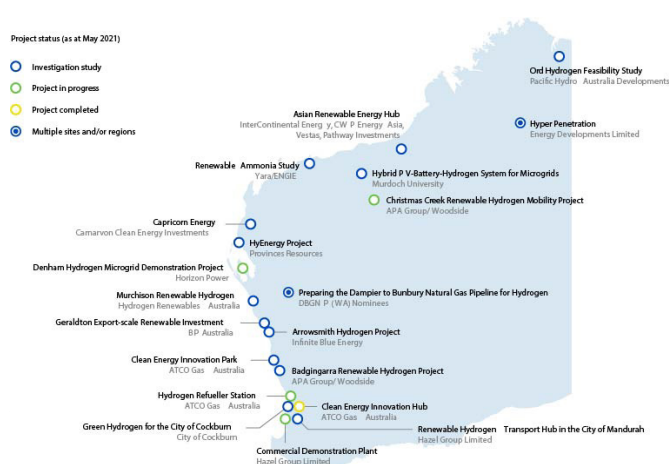 Project status (as at May 2021)
Investigation study
Project in progress
Project completed
Multiple sites and/or regions
Ord Hydrogen Feasibility Study
Pacific Hydro Australia Developments
Asian Renewable Energy Hub
InterContinental Energ y, CW P Energy Asia,
Vestas, Pathway Investments
Hyper Penetration
Energy Developments Limited
Renewable Ammonia Study
Yara/ENGIE
Hybrid P V-Battery-Hydrogen System for Microgrids
Murdoch University
Christmas Creek Renewable Hydrogen Mobility Project
APA Group/ Woodside
Capricorn Energy
Carnarvon Clean Energy Investments
HyEnergy Project
Provinces Resources
Denham Hydrogen Microgrid Demonstration Project
Horizon Power
Murchison Renewable Hydrogen
Hydrogen Renewables Australia
Preparing the Dampier to Bunbury Natural Gas Pipeline for Hydrogen
DBGN P (WA) Nominees
Geraldton Export-scale Renewable Investment
BP Australia
Arrowsmith Hydrogen Project
Infinite Blue Energy
Clean Energy Innovation Park
ATCO Gas Australia
Badgingarra Renewable Hydrogen Project
APA Group/ Woodside
Hydrogen Refueller Station
ATCO Gas Australia
Clean Energy Innovation Hub
ATCO Gas Australia
Green Hydrogen for the City of Cockburn
City of Cockburn
Renewable Hydrogen Transport Hub in the City of Mandurah
Hazel Group Limited
Commercial Demonstration Plant
Hazel Group Limited